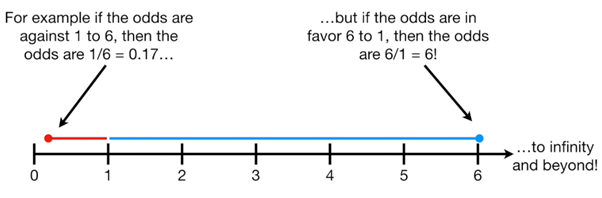 For example if the odds are
against 1 to 6, then the
odds are 1/6 = 0.17…
…but if the odds are in
favor 6 to 1, then the odds
are 6/1 = 6!
…to infinity
and beyond!
0 1 2 3 4 5 6